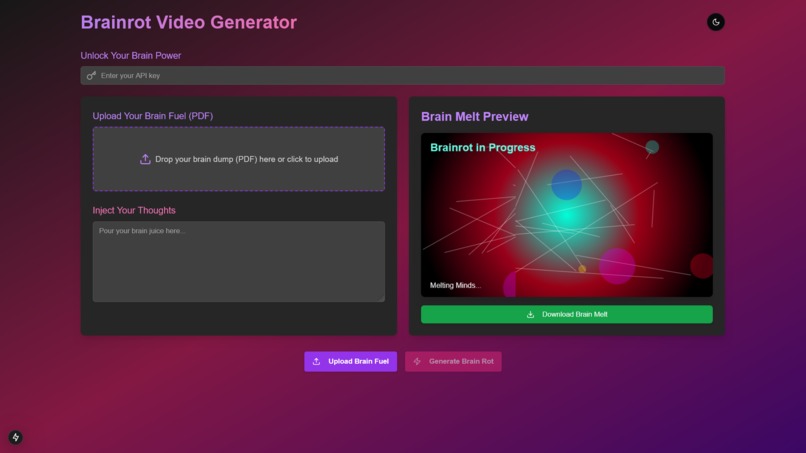 Brainrot Video Generator
Unlock Your Brain Power
Enter your API key
Upload Your Brain Fuel (PDF)
Drop your brain dump (PDF) here or click to upload
Inject Your Thoughts
Pour your brain juice here...
Brain Melt Preview
Brainrot in Progress
Melting Minds...
Download Brain Melt
Upload Brain Fuel
Generate Brain Rot